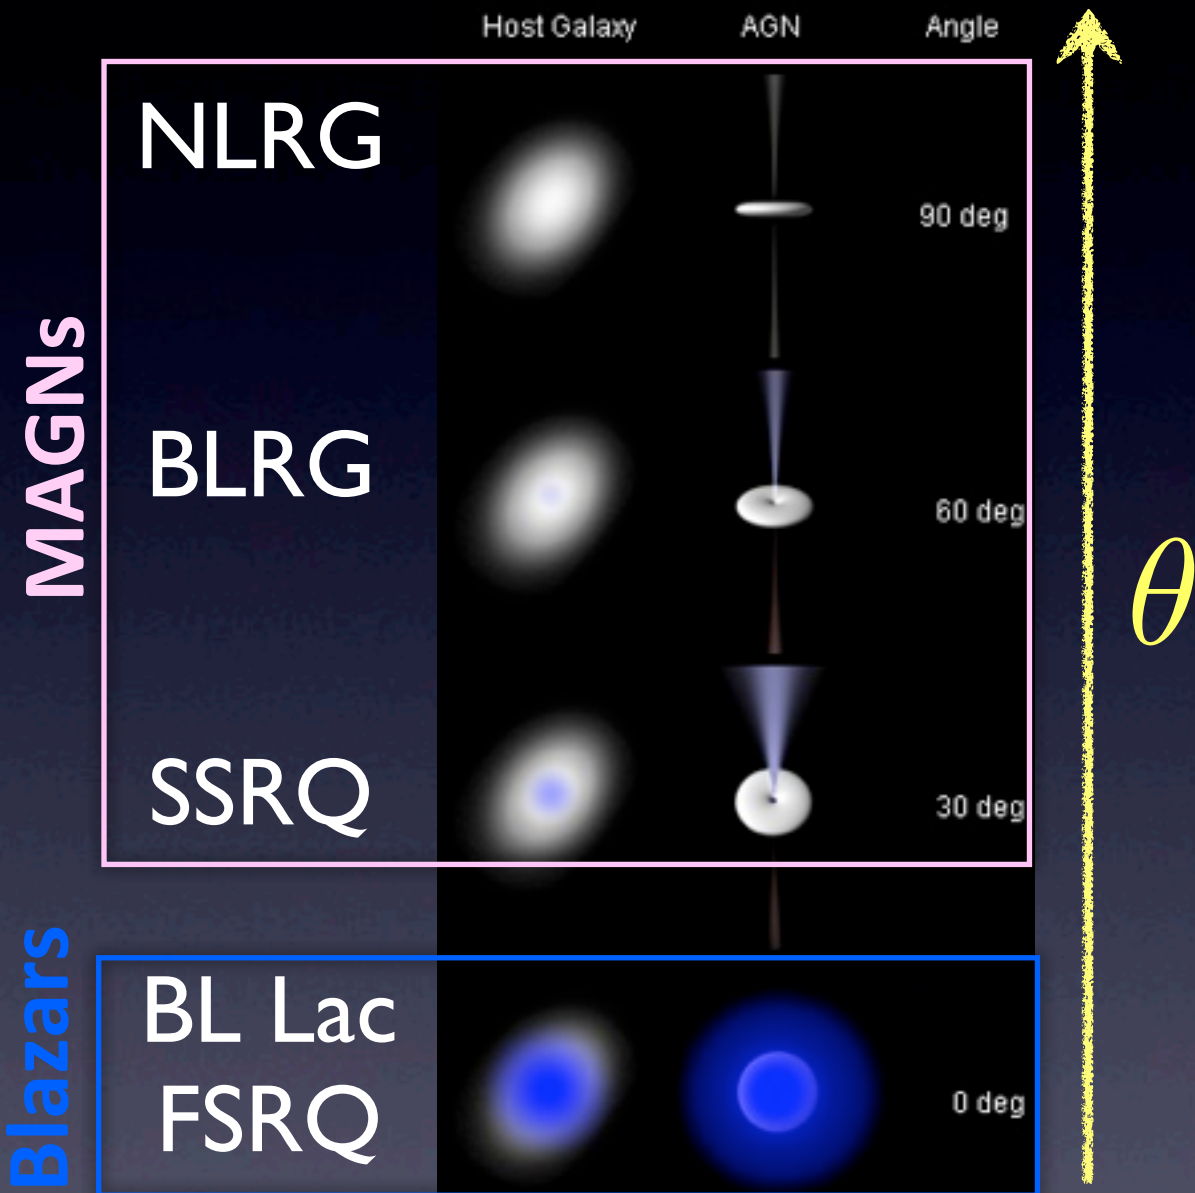 Host Galaxy AGN Angle
NLRG
90 deg
MAGNs
BLRG
60 deg
θ
SSRQ
30 deg
Blazars
BL Lac
FSRQ
0 deg